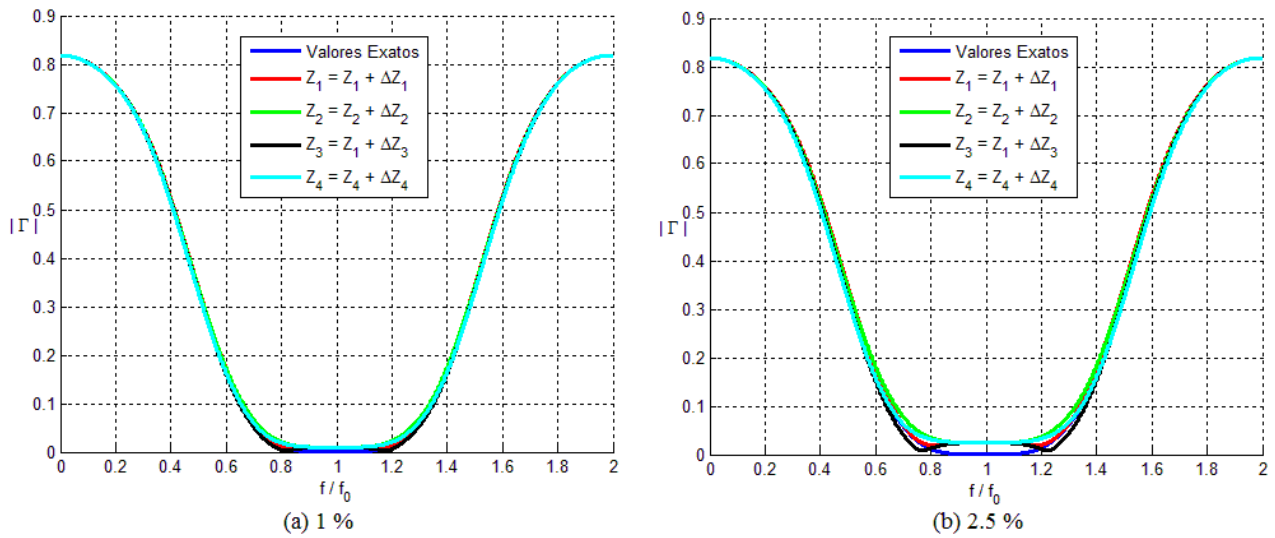 0.9
0.8
0.7
0.6
0.5
0.4
0.3
0.2
0.1
0
| Γ |
Valores Exatos
Z1 = Z1 + ΔZ1
Z2 = Z2 + ΔZ2
Z3 = Z1 + ΔZ3
Z4 = Z4 + ΔZ4
0 0.2 0.4 0.6 0.8 1 1.2 1.4 1.6 1.8 2
f / f0
(a) 1 %
0.9
0.8
0.7
0.6
0.5
0.4
0.3
0.2
0.1
0
| Γ |
Valores Exatos
Z1 = Z1 + ΔZ1
Z2 = Z2 + ΔZ2
Z3 = Z1 + ΔZ3
Z4 = Z4 + ΔZ4
0 0.2 0.4 0.6 0.8 1 1.2 1.4 1.6 1.8 2
f / f0
(b) 2.5 %